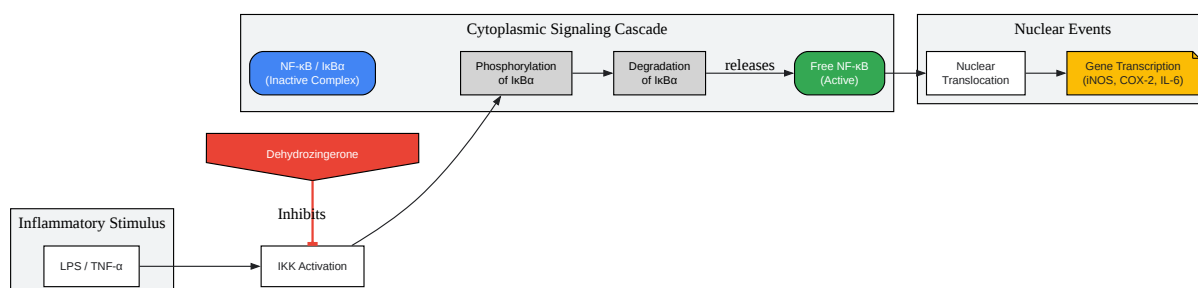 Cytoplasmic Signaling Cascade
Nuclear Events
NF-κB / IκBα
(Inactive Complex)
Phosphorylation
of IκBα
Degradation
of IκBα
releases
Free NF-κB
(Active)
Nuclear
Translocation
Gene Transcription
(iNOS, COX-2, IL-6)
Dehydrozingerone
Inhibits
Inflammatory Stimulus
LPS / TNF-α
IKK Activation